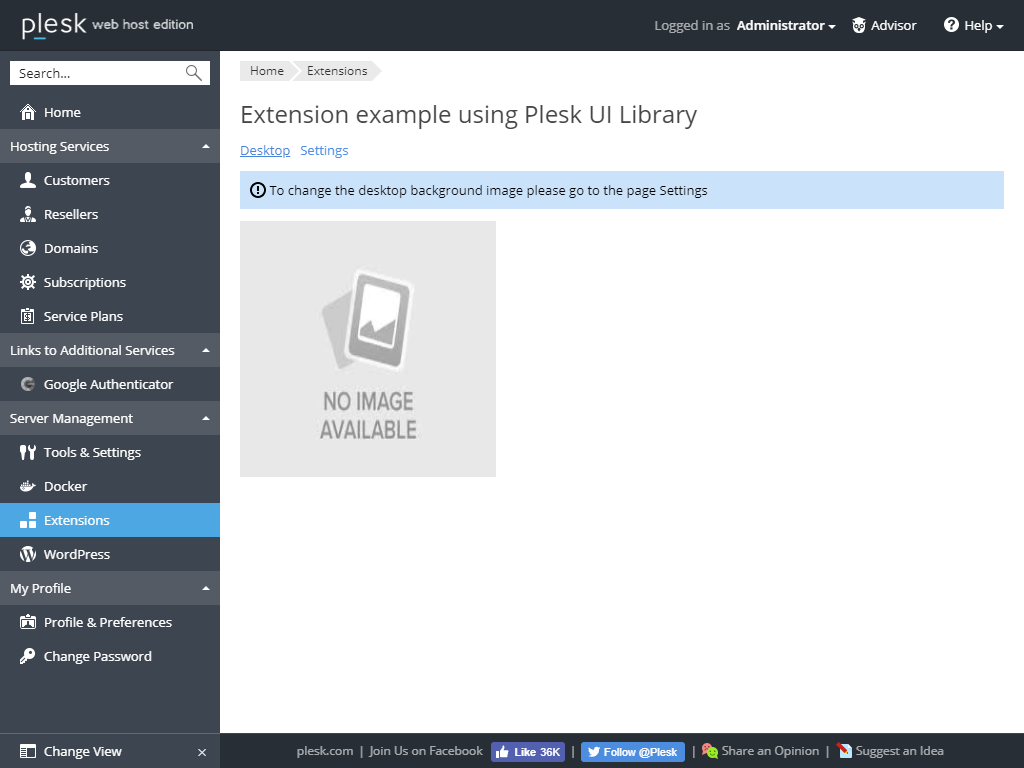 plesk web host edition
Logged in as Administrator
Advisor
Help
Search...
Home
Hosting Services
Customers
Resellers
Domains
Subscriptions
Service Plans
Links to Additional Services
Google Authenticator
Server Management
Tools & Settings
Docker
Extensions
WordPress
My Profile
Profile & Preferences
Change Password
Change View
Home Extensions
Extension example using Plesk UI Library
Desktop Settings
To change the desktop background image please go to the page Settings
NO IMAGE
AVAILABLE
plesk.com | Join Us on Facebook Like 36K | Follow @Plesk | Share an Opinion | Suggest an Idea